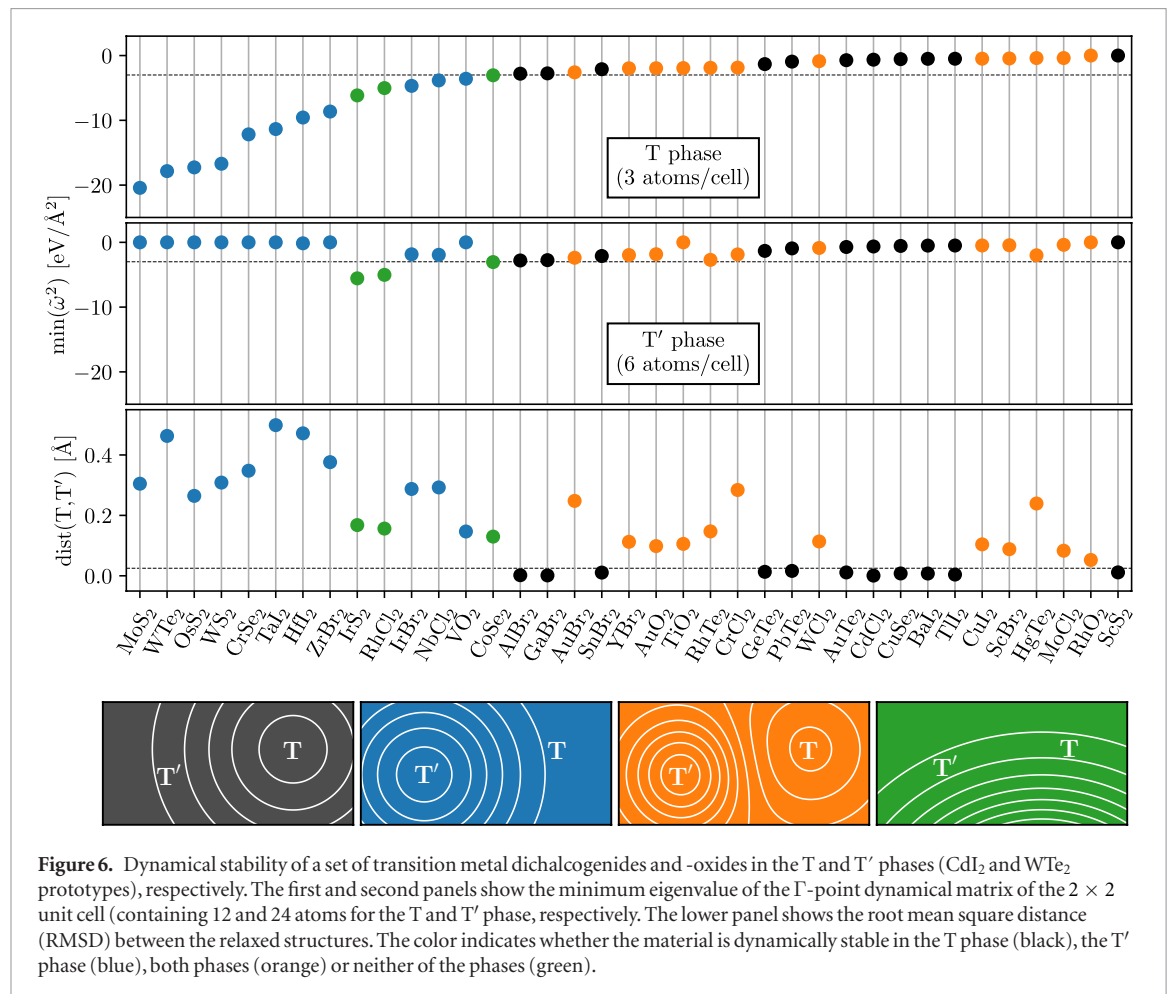 0
−10
−20
T phase
(3 atoms/cell)
0
−10
−20
T′ phase
(6 atoms/cell)
min(ω̃²) [eV/Å²]
0.4
0.2
0.0
dist(T,T′) [Å]
MoS₂
WTe₂
OsS₂
WS₂
CrSe₂
TaI₂
HfI₂
ZrBr₂
IrS₂
RhCl₂
IrBr₂
NbCl₂
VO₂
CoSe₂
AlBr₂
GaBr₂
AuBr₂
SnBr₂
YBr₂
AuO₂
TiO₂
RhTe₂
CrCl₂
GeTe₂
PbTe₂
WCl₂
AuTe₂
CdCl₂
CuSe₂
BaI₂
TlI₂
CuI₂
ScBr₂
HgTe₂
MoCl₂
RhO₂
ScS₂
T′ T
T′ T
T′ T
T′ T
Figure 6. Dynamical stability of a set of transition metal dichalcogenides and -oxides in the T and T′ phases (CdI₂ and WTe₂
prototypes), respectively. The first and second panels show the minimum eigenvalue of the Γ-point dynamical matrix of the 2 × 2
unit cell (containing 12 and 24 atoms for the T and T′ phase, respectively. The lower panel shows the root mean square distance
(RMSD) between the relaxed structures. The color indicates whether the material is dynamically stable in the T phase (black), the T′
phase (blue), both phases (orange) or neither of the phases (green).